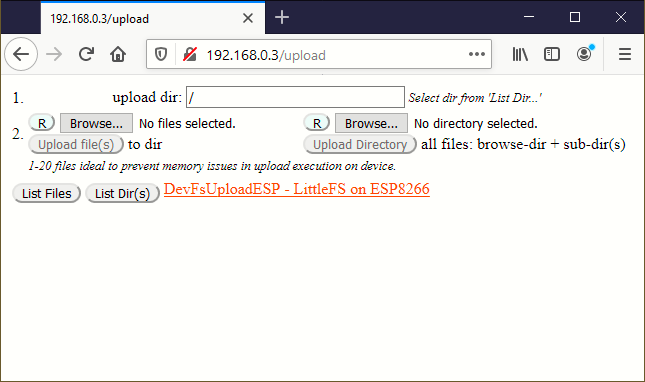 192.168.0.3/upload
192.168.0.3/upload
1. upload dir: / Select dir from 'List Dir...'
2. R Browse... No files selected. R Browse... No directory selected.
Upload file(s) to dir Upload Directory all files: browse-dir + sub-dir(s)
1-20 files ideal to prevent memory issues in upload execution on device.
List Files List Dir(s) DevFsUploadESP - LittleFS on ESP8266